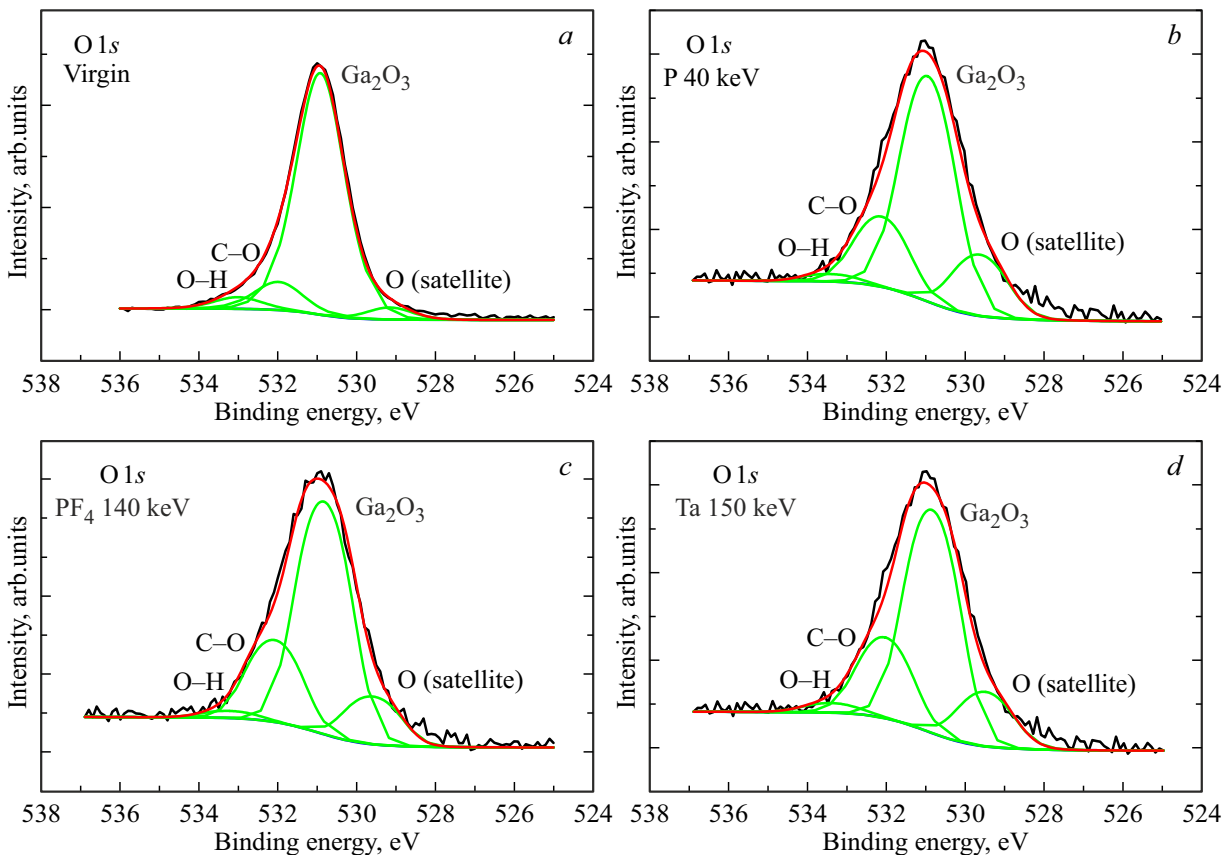 O 1s
Virgin
a
Ga₂O₃
C–O
O–H
O (satellite)
Intensity, arb.units
538 536 534 532 530 528 526 524
Binding energy, eV
O 1s
P 40 keV
b
Ga₂O₃
C–O
O–H
O (satellite)
Intensity, arb.units
538 536 534 532 530 528 526 524
Binding energy, eV
O 1s
PF₄ 140 keV
c
Ga₂O₃
C–O
O–H
O (satellite)
Intensity, arb.units
538 536 534 532 530 528 526 524
Binding energy, eV
O 1s
Ta 150 keV
d
Ga₂O₃
C–O
O–H
O (satellite)
Intensity, arb.units
538 536 534 532 530 528 526 524
Binding energy, eV